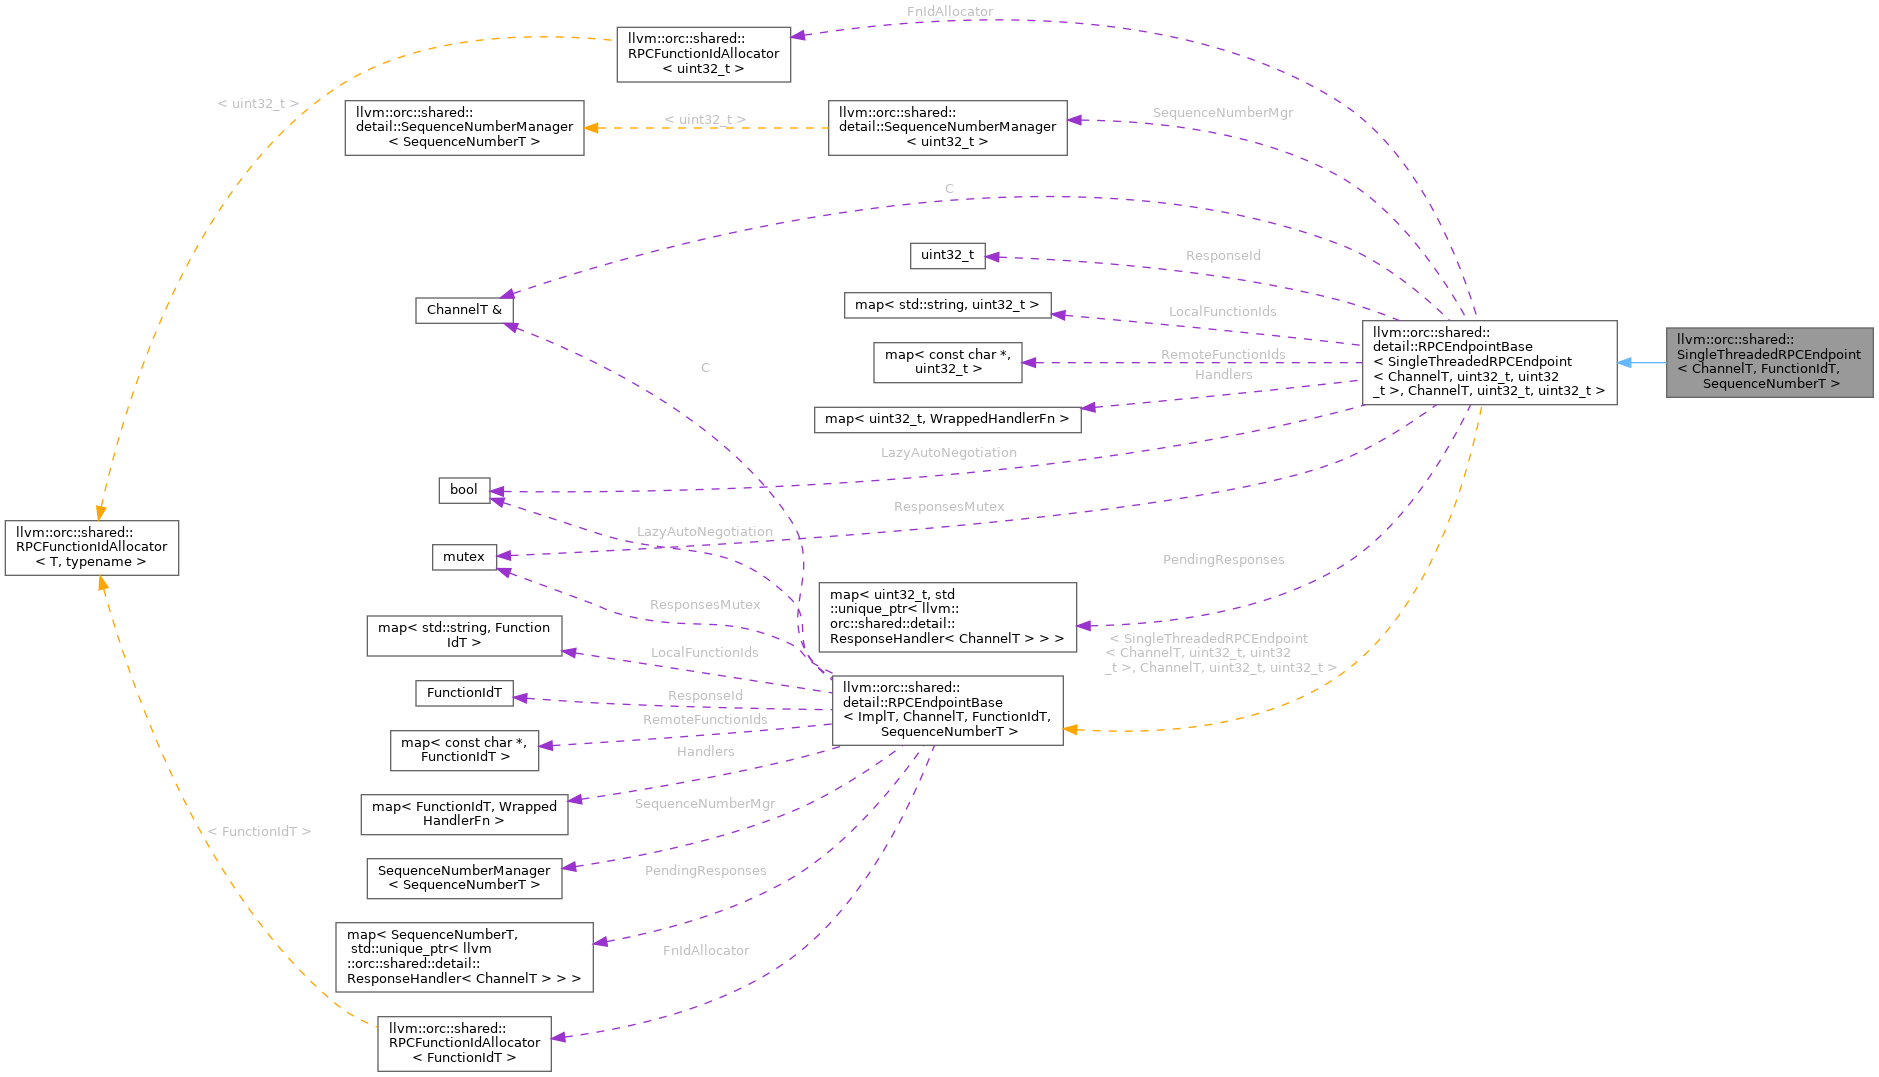 FnIdAllocator
llvm::orc::shared::
RPCFunctionIdAllocator
< uint32_t >
< uint32_t >
llvm::orc::shared::
detail::SequenceNumberManager
< SequenceNumberT >
< uint32_t >
llvm::orc::shared::
detail::SequenceNumberManager
< uint32_t >
SequenceNumberMgr
C
uint32_t
ResponseId
ChannelT &
map< std::string, uint32_t >
LocalFunctionIds
map< const char *,
uint32_t >
RemoteFunctionIds
Handlers
map< uint32_t, WrappedHandlerFn >
llvm::orc::shared::
detail::RPCEndpointBase
< SingleThreadedRPCEndpoint
< ChannelT, uint32_t, uint32
_t >, ChannelT, uint32_t, uint32_t >
llvm::orc::shared::
SingleThreadedRPCEndpoint
< ChannelT, FunctionIdT,
SequenceNumberT >
C
LazyAutoNegotiation
bool
ResponsesMutex
LazyAutoNegotiation
mutex
PendingResponses
llvm::orc::shared::
RPCFunctionIdAllocator
< T, typename >
ResponsesMutex
map< uint32_t, std
::unique_ptr< llvm::
orc::shared::detail::
ResponseHandler< ChannelT > > >
map< std::string, Function
IdT >
LocalFunctionIds
< SingleThreadedRPCEndpoint
< ChannelT, uint32_t, uint32
_t >, ChannelT, uint32_t, uint32_t >
FunctionIdT
ResponseId
llvm::orc::shared::
detail::RPCEndpointBase
< ImplT, ChannelT, FunctionIdT,
SequenceNumberT >
RemoteFunctionIds
map< const char *,
FunctionIdT >
Handlers
map< FunctionIdT, Wrapped
HandlerFn >
SequenceNumberMgr
< FunctionIdT >
SequenceNumberManager
< SequenceNumberT >
PendingResponses
map< SequenceNumberT,
std::unique_ptr< llvm
::orc::shared::detail::
ResponseHandler< ChannelT > > >
FnIdAllocator
llvm::orc::shared::
RPCFunctionIdAllocator
< FunctionIdT >